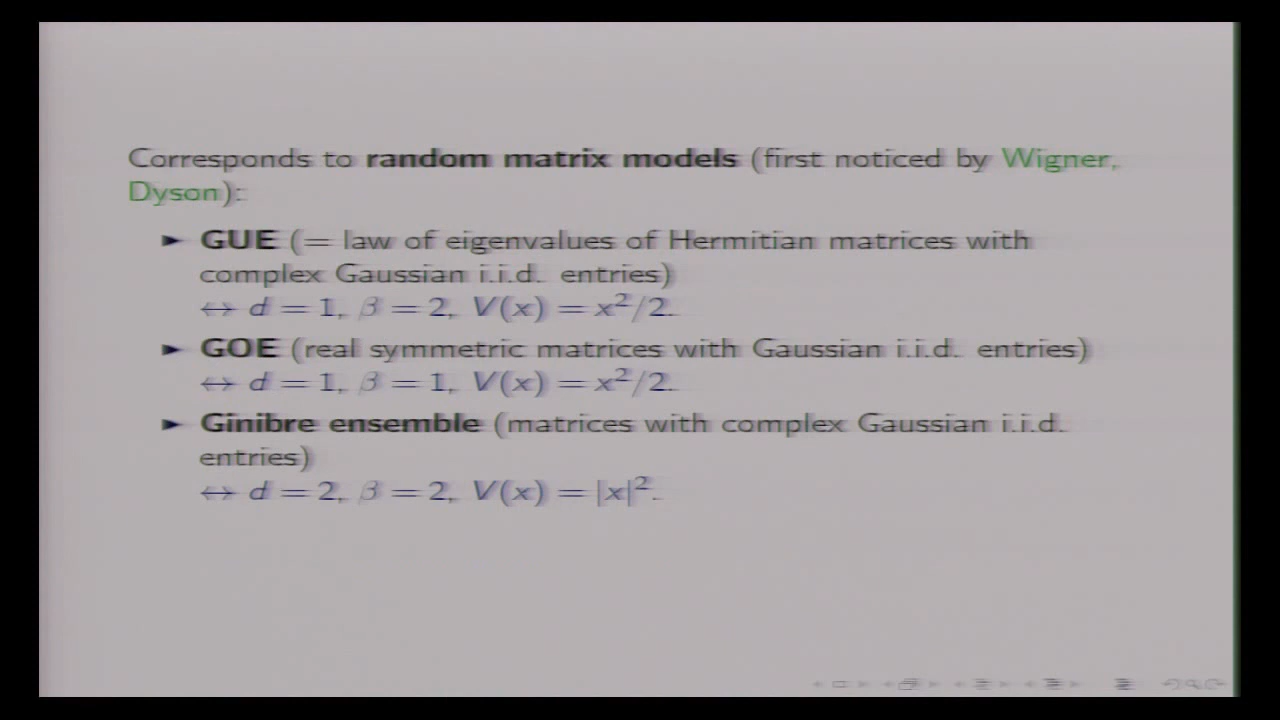 Corresponds to random matrix models (first noticed by Wigner,
Dyson):
► GUE (= law of eigenvalues of Hermitian matrices with
complex Gaussian i.i.d. entries)
↔ d = 1, β = 2, V(x) = x²/2.
► GOE (real symmetric matrices with Gaussian i.i.d. entries)
↔ d = 1, β = 1, V(x) = x²/2.
► Ginibre ensemble (matrices with complex Gaussian i.i.d.
entries)
↔ d = 2, β = 2, V(x) = |x|².